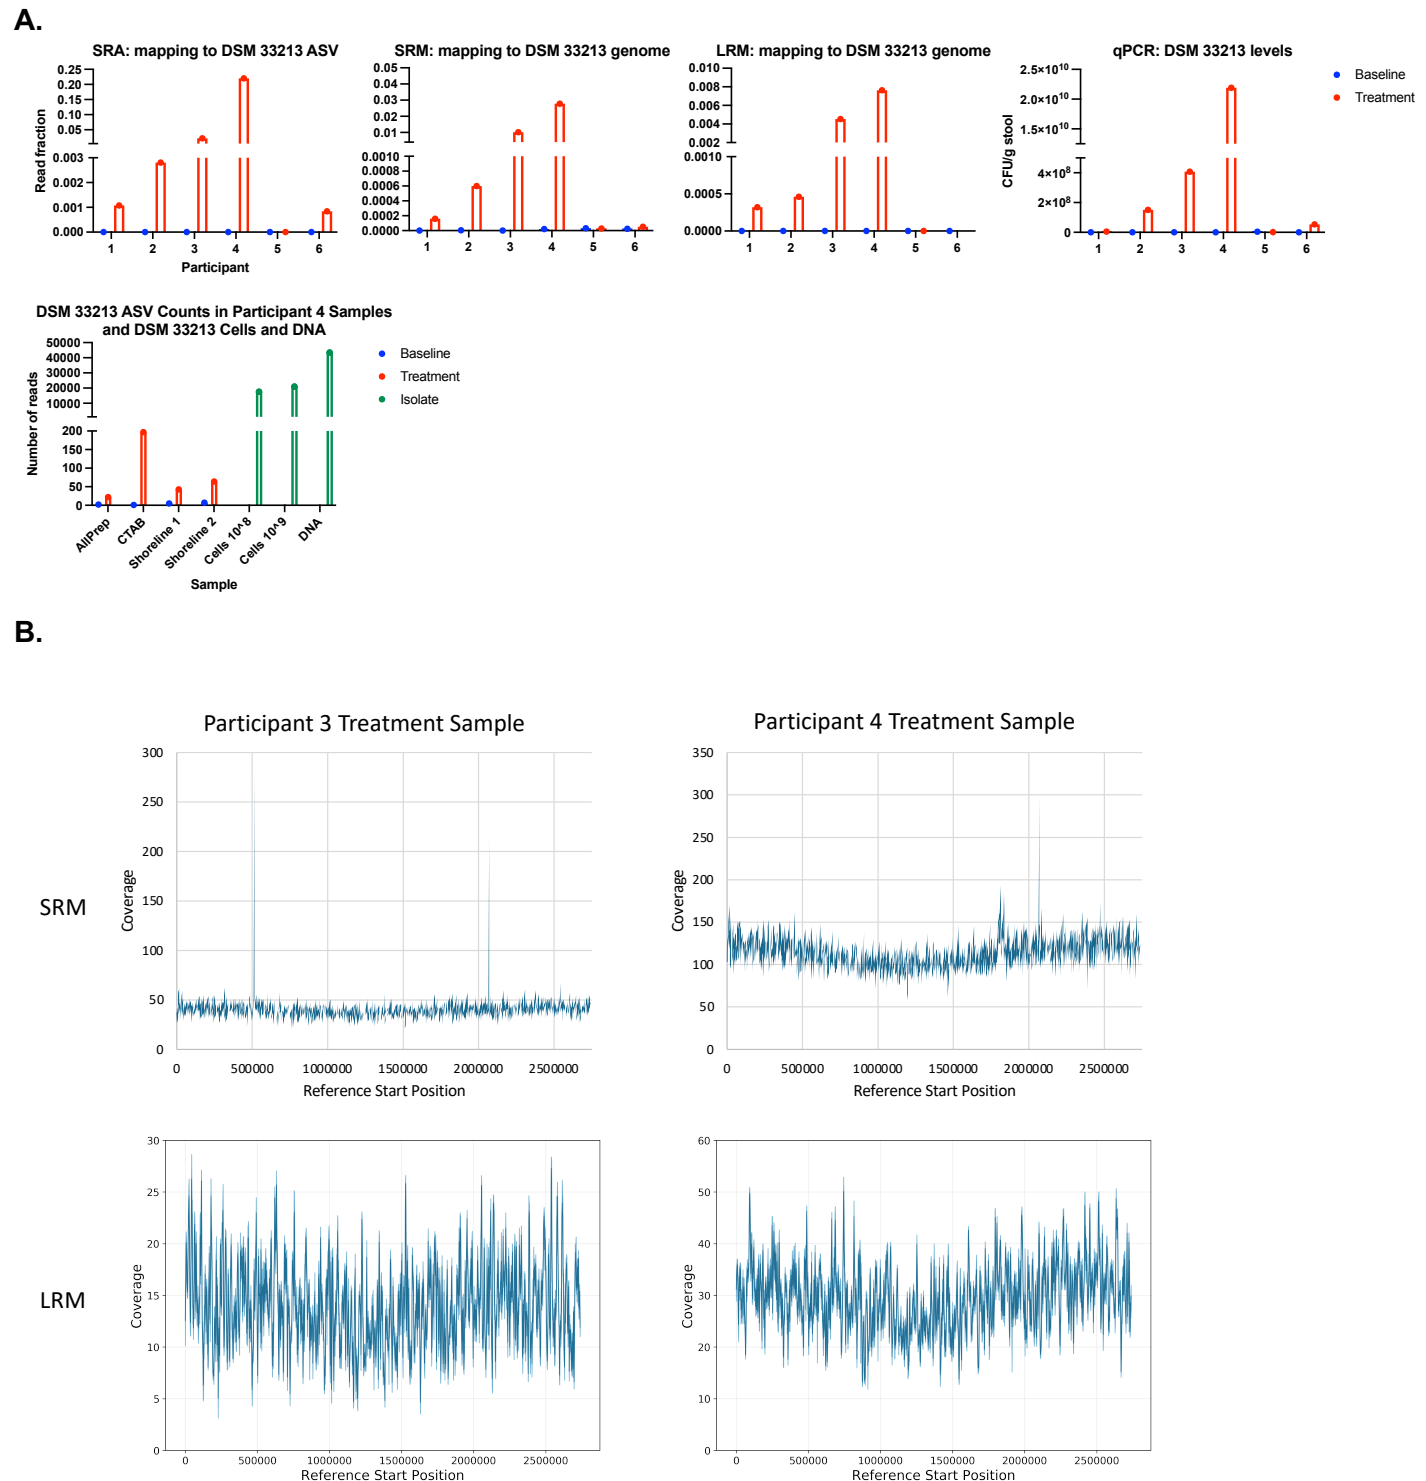 A.
SRA: mapping to DSM 33213 ASV
0.25
0.20
0.15
0.10
0.05
0.003
0.002
0.001
0.000
Read fraction
1 2 3 4 5 6
Participant
SRM: mapping to DSM 33213 genome
0.05
0.04
0.03
0.02
0.01
0.0010
0.0008
0.0006
0.0004
0.0002
0.0000
1 2 3 4 5 6
LRM: mapping to DSM 33213 genome
0.010
0.008
0.006
0.004
0.002
0.0010
0.0005
0.0000
1 2 3 4 5 6
qPCR: DSM 33213 levels
2.5×10¹⁰
2.0×10¹⁰
1.5×10¹⁰
4×10⁸
2×10⁸
0
CFU/g stool
1 2 3 4 5 6
Baseline
Treatment
DSM 33213 ASV Counts in Participant 4 Samples
and DSM 33213 Cells and DNA
50000
40000
30000
20000
10000
200
150
100
50
0
Number of reads
AllPrep
CTAB
Shoreline 1
Shoreline 2
Cells 10^8
Cells 10^9
DNA
Sample
Baseline
Treatment
Isolate
B.
SRM
Participant 3 Treatment Sample
300
250
200
150
100
50
0
Coverage
0 500000 1000000 1500000 2000000 2500000
Reference Start Position
Participant 4 Treatment Sample
350
300
250
200
150
100
50
0
Coverage
0 500000 1000000 1500000 2000000 2500000
Reference Start Position
LRM
30
25
20
15
10
5
0
Coverage
0 500000 1000000 1500000 2000000 2500000
Reference Start Position
60
50
40
30
20
10
0
Coverage
0 500000 1000000 1500000 2000000 2500000
Reference Start Position